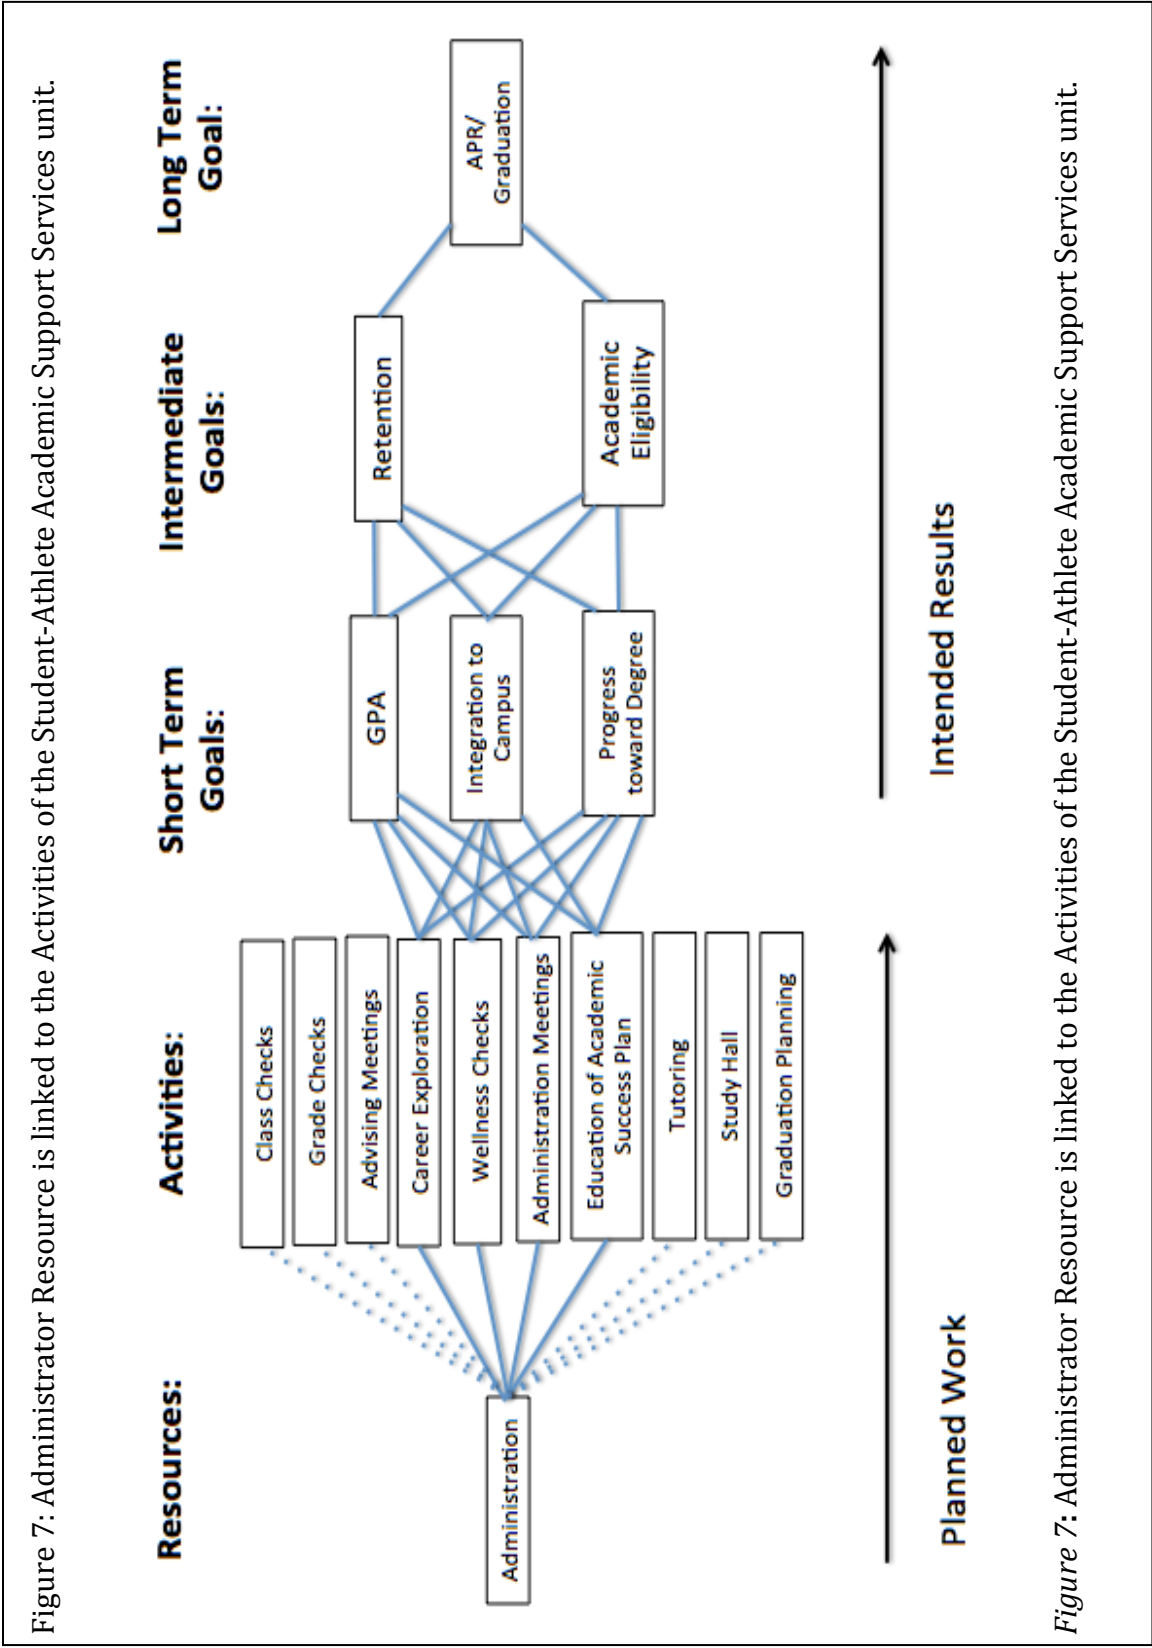 Figure 7: Administrator Resource is linked to the Activities of the Student-Athlete Academic Support Services unit.
Resources:
Activities:
Short Term
Goals:
Intermediate
Goals:
Long Term
Goal:
Administration
Class Checks
Grade Checks
Advising Meetings
Career Exploration
Wellness Checks
Administration Meetings
Education of Academic
Success Plan
Tutoring
Study Hall
Graduation Planning
GPA
Integration to
Campus
Progress
toward Degree
Retention
Academic
Eligibility
APR/
Graduation
Planned Work
Intended Results
Figure 7: Administrator Resource is linked to the Activities of the Student-Athlete Academic Support Services unit.